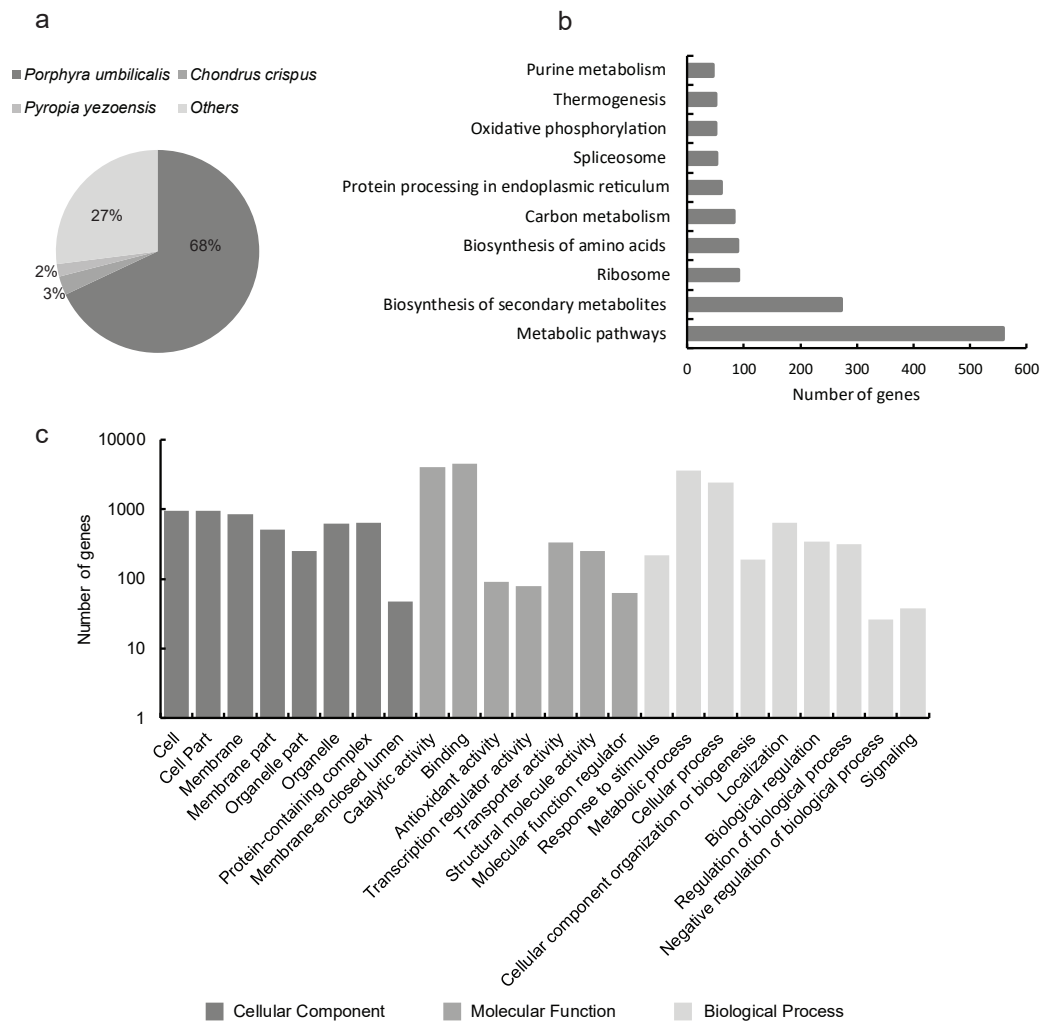 a
Porphyra umbilicalis
Chondrus crispus
Pyropia yezoensis
Others
27%
68%
2%
3%
b
Purine metabolism
Thermogenesis
Oxidative phosphorylation
Spliceosome
Protein processing in endoplasmic reticulum
Carbon metabolism
Biosynthesis of amino acids
Ribosome
Biosynthesis of secondary metabolites
Metabolic pathways
0 100 200 300 400 500 600
Number of genes
c
Number of genes
10000
1000
100
10
1
Cell
Cell Part
Membrane
Membrane part
Organelle part
Organelle
Protein-containing complex
Membrane-enclosed lumen
Catalytic activity
Binding
Antioxidant activity
Transcription regulator activity
Transporter activity
Structural molecule activity
Molecular function regulator
Response to stimulus
Metabolic process
Cellular process
Cellular component organization or biogenesis
Localization
Biological regulation
Regulation of biological process
Negative regulation of biological process
Signaling
Cellular Component
Molecular Function
Biological Process